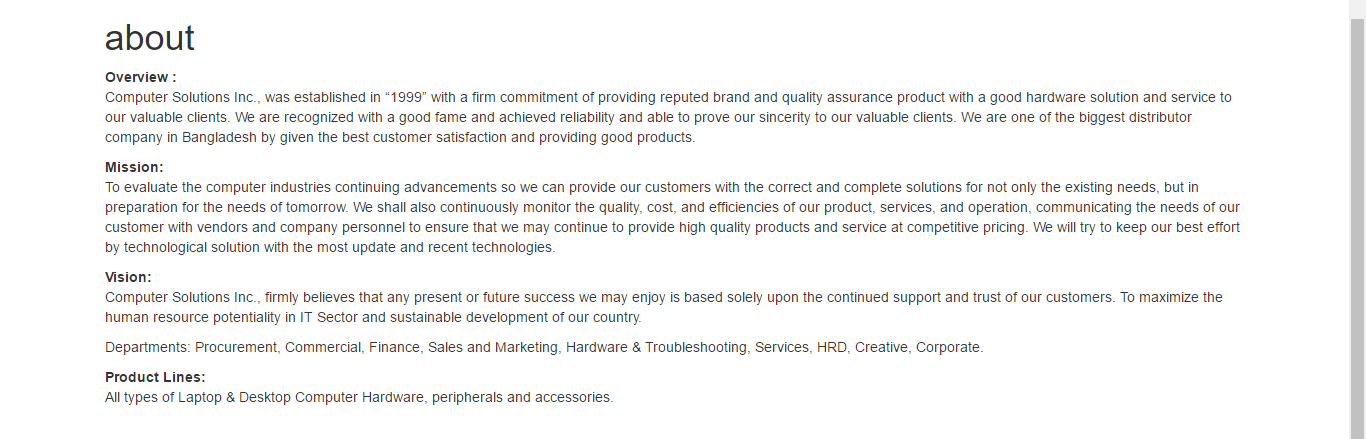 about
Overview :
Computer Solutions Inc., was established in “1999” with a firm commitment of providing reputed brand and quality assurance product with a good hardware solution and service to
our valuable clients. We are recognized with a good fame and achieved reliability and able to prove our sincerity to our valuable clients. We are one of the biggest distributor
company in Bangladesh by given the best customer satisfaction and providing good products.
Mission:
To evaluate the computer industries continuing advancements so we can provide our customers with the correct and complete solutions for not only the existing needs, but in
preparation for the needs of tomorrow. We shall also continuously monitor the quality, cost, and efficiencies of our product, services, and operation, communicating the needs of our
customer with vendors and company personnel to ensure that we may continue to provide high quality products and service at competitive pricing. We will try to keep our best effort
by technological solution with the most update and recent technologies.
Vision:
Computer Solutions Inc., firmly believes that any present or future success we may enjoy is based solely upon the continued support and trust of our customers. To maximize the
human resource potentiality in IT Sector and sustainable development of our country.
Departments: Procurement, Commercial, Finance, Sales and Marketing, Hardware & Troubleshooting, Services, HRD, Creative, Corporate.
Product Lines:
All types of Laptop & Desktop Computer Hardware, peripherals and accessories.